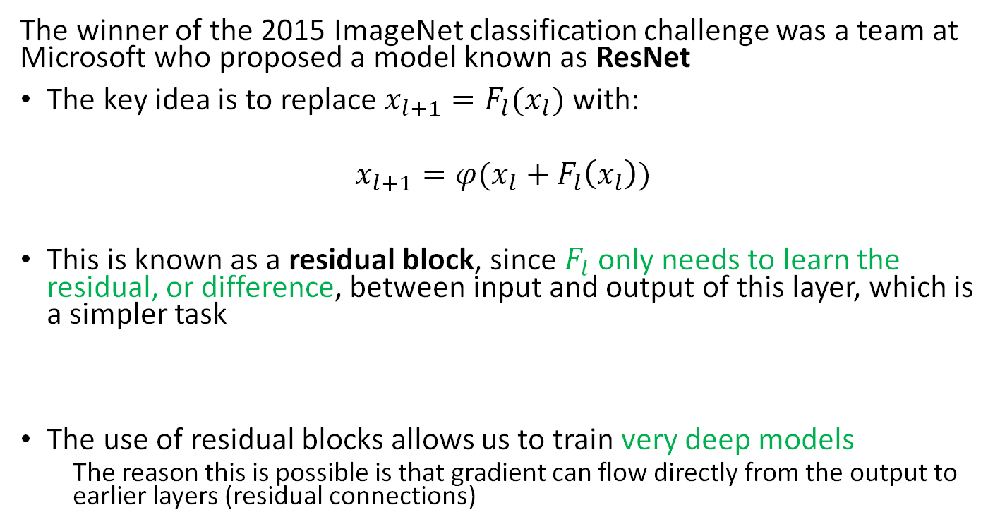 The winner of the 2015 ImageNet classification challenge was a team at
Microsoft who proposed a model known as ResNet
• The key idea is to replace $x_{l+1} = F_l(x_l)$ with:
$x_{l+1} = \varphi(x_l + F_l(x_l))$
• This is known as a residual block, since $F_l$ only needs to learn the
residual, or difference, between input and output of this layer, which is
a simpler task
• The use of residual blocks allows us to train very deep models
The reason this is possible is that gradient can flow directly from the output to
earlier layers (residual connections)